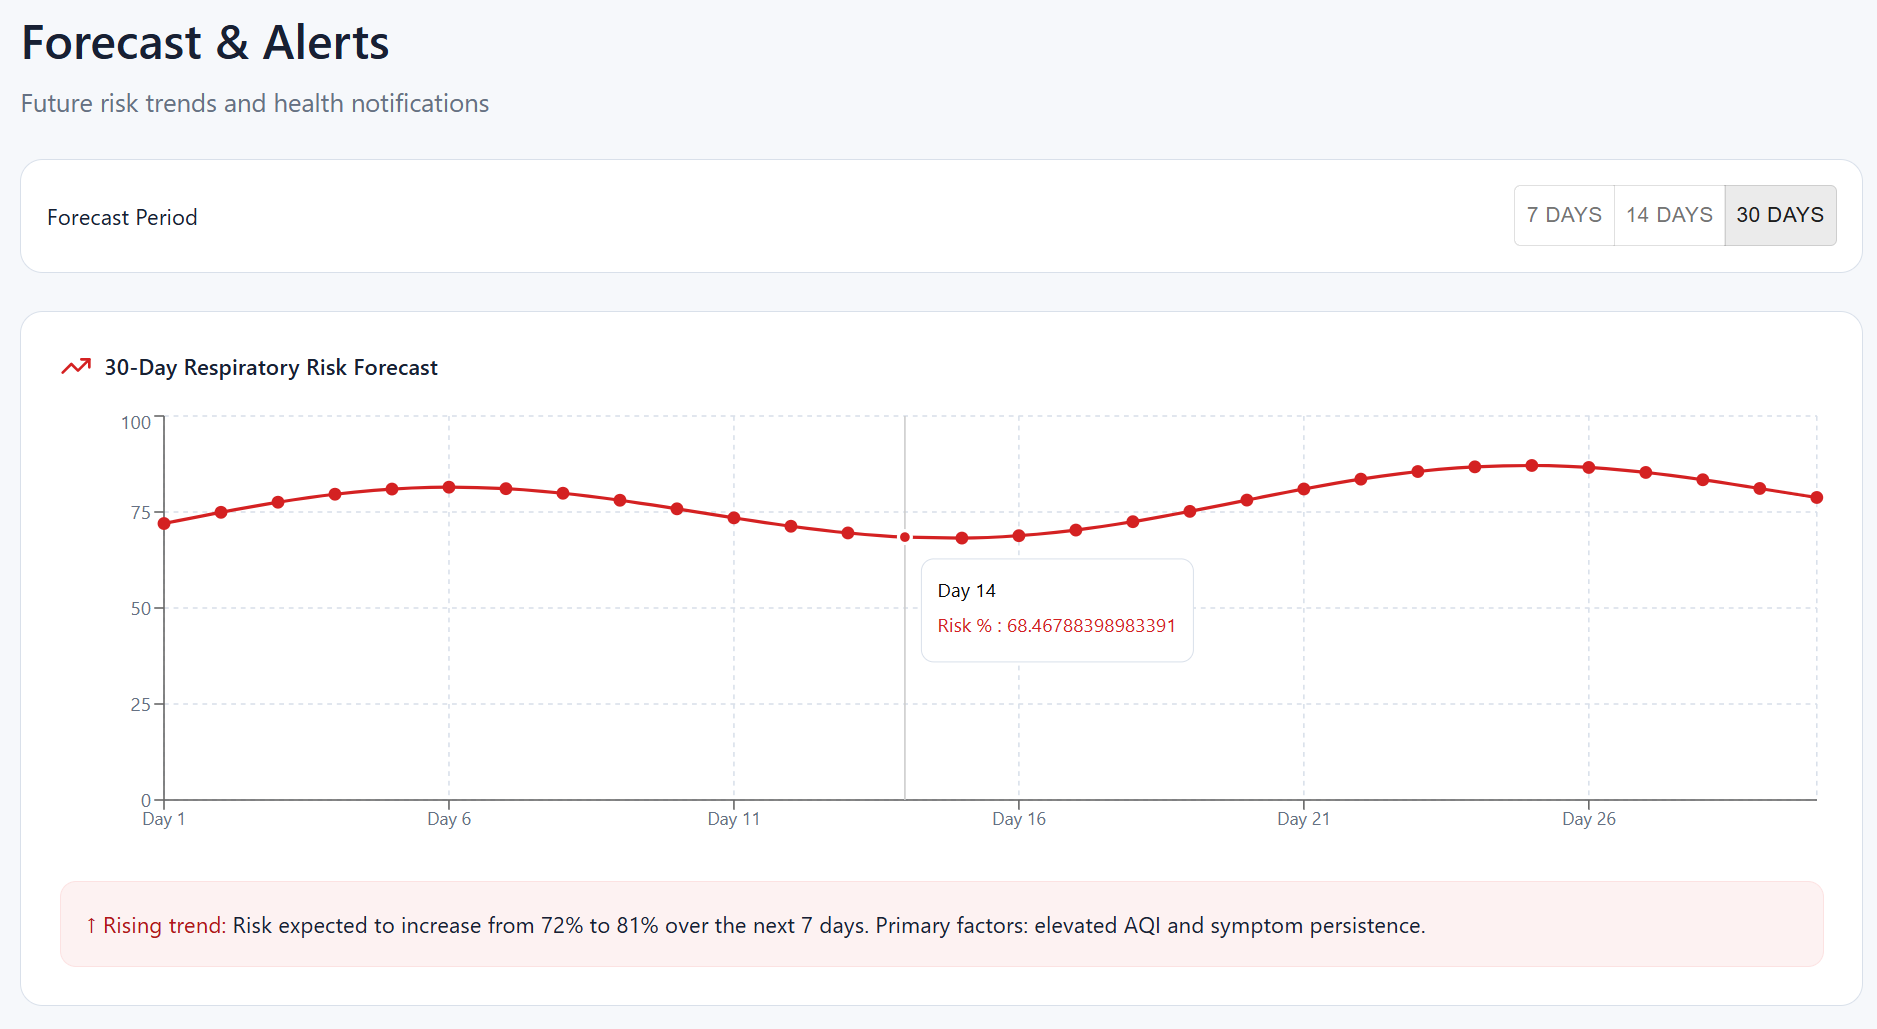 Forecast & Alerts
Future risk trends and health notifications
Forecast Period
7 DAYS
14 DAYS
30 DAYS
30-Day Respiratory Risk Forecast
100
75
50
25
0
Day 14
Risk % : 68.46788398983391
Day 1
Day 6
Day 11
Day 16
Day 21
Day 26
↑ Rising trend: Risk expected to increase from 72% to 81% over the next 7 days. Primary factors: elevated AQI and symptom persistence.